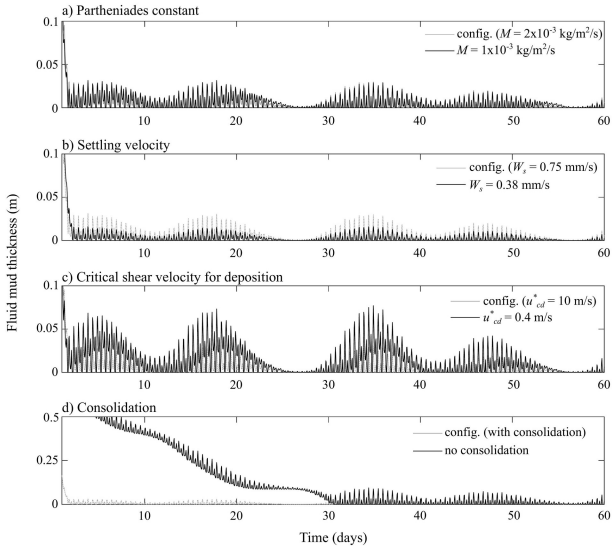 a) Partheniades constant
0.1
config. (M = 2x10⁻³ kg/m²/s)
M = 1x10⁻³ kg/m²/s
0.05
0
10 20 30 40 50 60
b) Settling velocity
0.1
config. (Wₛ = 0.75 mm/s)
Wₛ = 0.38 mm/s
0.05
0
10 20 30 40 50 60
c) Critical shear velocity for deposition
0.1
config. (u*cd = 10 m/s)
u*cd = 0.4 m/s
0.05
0
10 20 30 40 50 60
d) Consolidation
0.5
config. (with consolidation)
no consolidation
0.25
0
10 20 30 40 50 60
Time (days)
Fluid mud thickness (m)